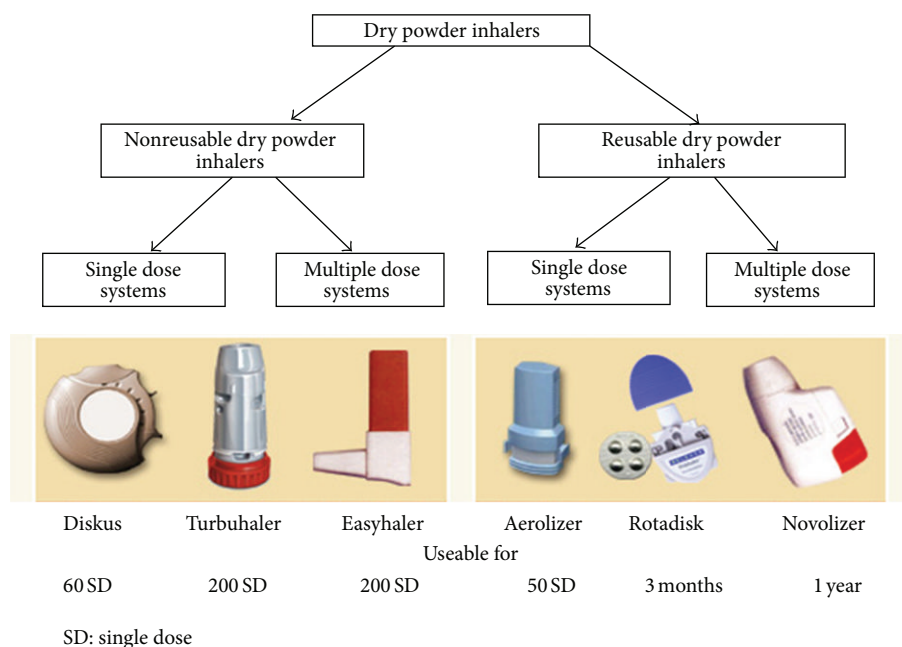 Dry powder inhalers
Nonreusable dry powder
inhalers
Reusable dry powder
inhalers
Single dose
systems
Multiple dose
systems
Single dose
systems
Multiple dose
systems
Diskus Turbuhaler Easyhaler Aerolizer Rotadisk Novolizer
Useable for
60 SD 200 SD 200 SD 50 SD 3 months 1 year
SD: single dose